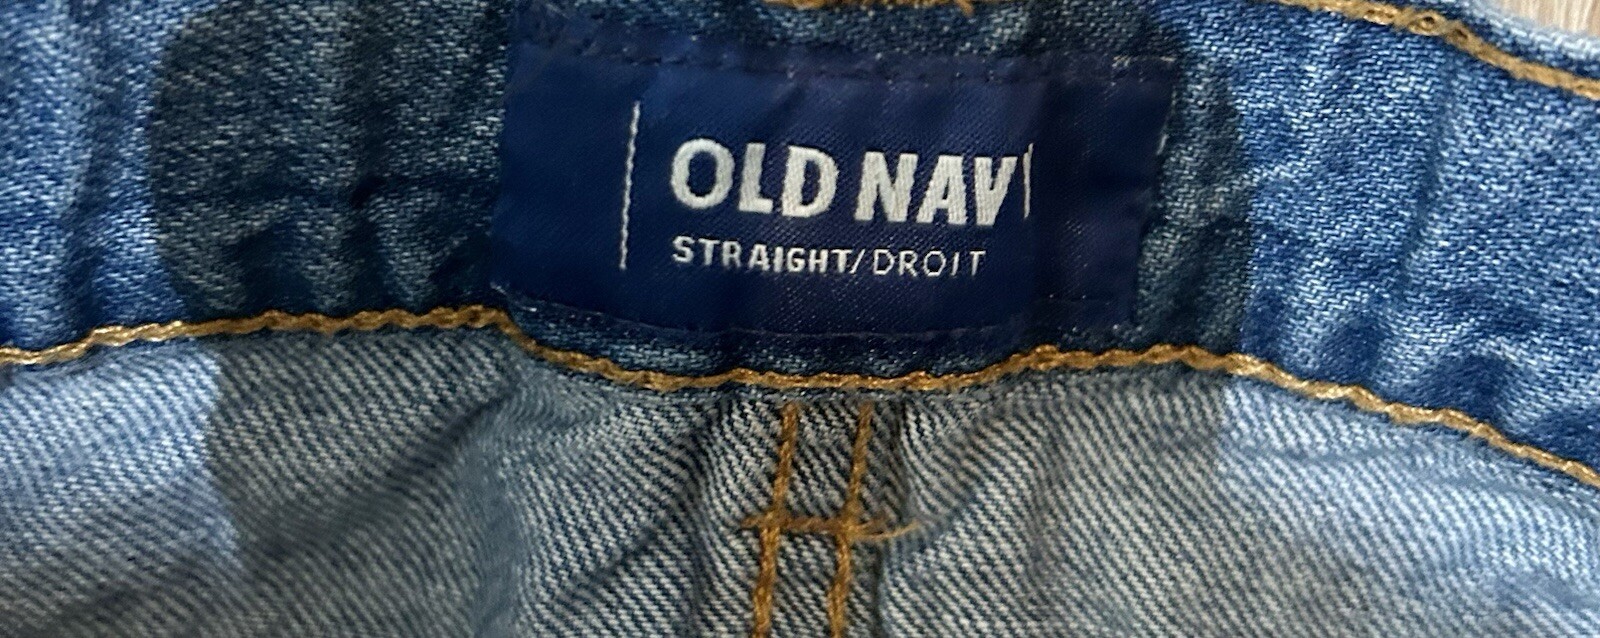 OLD NAV
STRAIGHT/DROIT